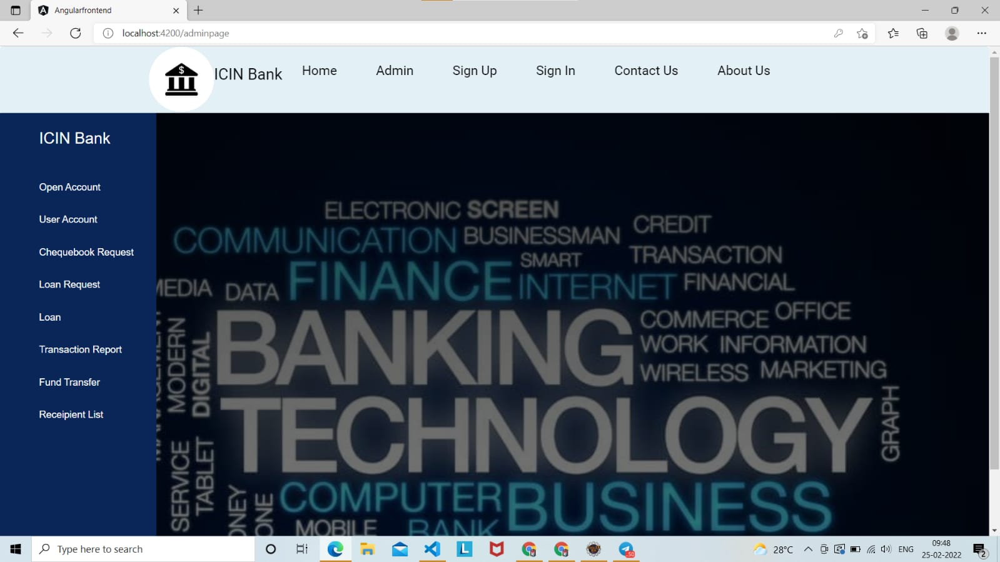 Angularfrontend
localhost:4200/adminpage
$
ICIN Bank
Home
Admin
Sign Up
Sign In
Contact Us
About Us
ICIN Bank
Open Account
User Account
Chequebook Request
Loan Request
Loan
Transaction Report
Fund Transfer
Receipient List
ELECTRONIC SCREEN
CREDIT
COMMUNICATION BUSINESSMAN
SMART
TRANSACTION
MEDIA DATA FINANCE INTERNET FINANCIAL
BANKING
COMMERCE OFFICE
WORK INFORMATION
WIRELESS MARKETING
MODERN
DIGITAL
TECHNOLOGY
GRAPH
SERVICE
TABLET
COMPUTER BUSINESS
MOBILE BANK
Type here to search
L
50
28°C
ENG
09:48
25-02-2022
2